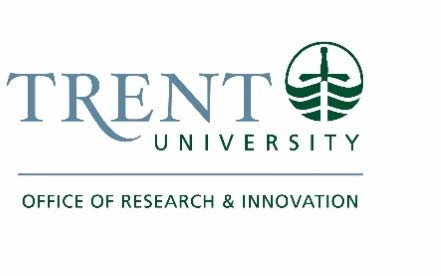 TRENT
UNIVERSITY
OFFICE OF RESEARCH & INNOVATION